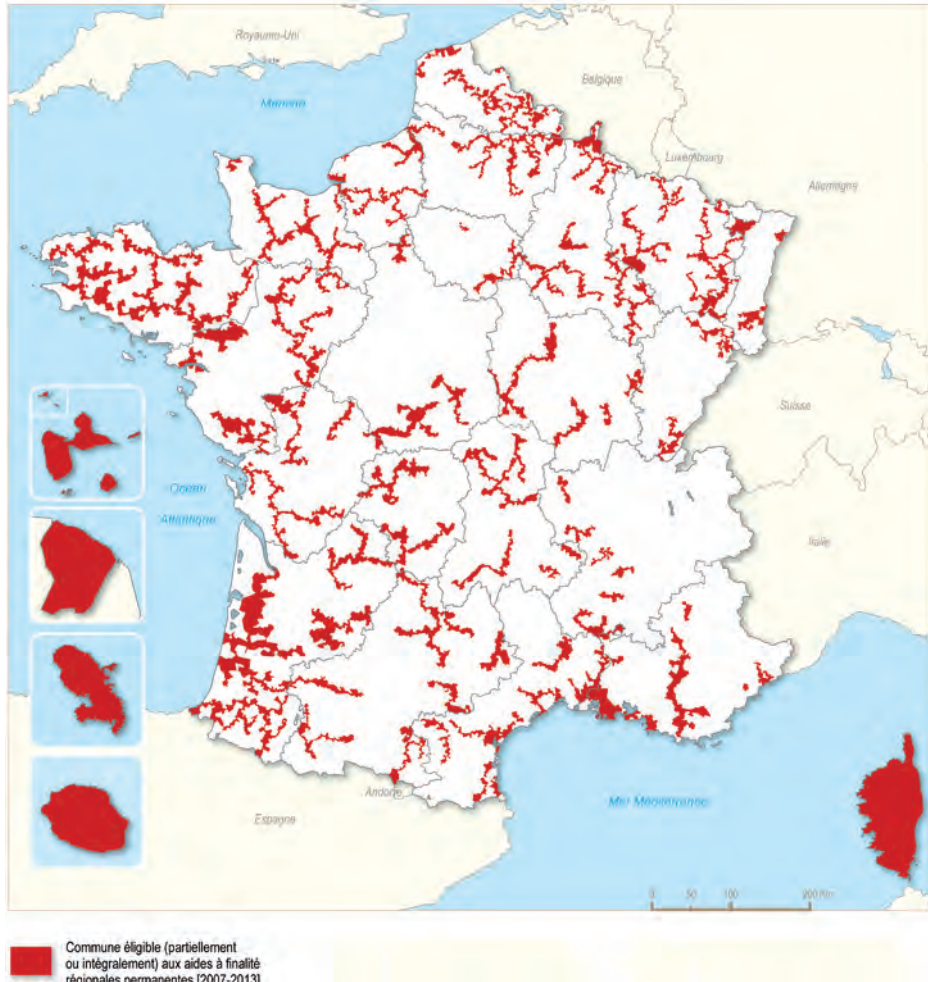 Royaume-Uni
Belgique
Manche
Luxembourg
Allemagne
Suisse
Océan
Atlantique
Italie
Andorre
Mer Méditerranée
Espagne
0 50 100 200 Km
Commune éligible (partiellement
ou intégralement) aux aides à finalité
régionales permanentes [2007-2013]